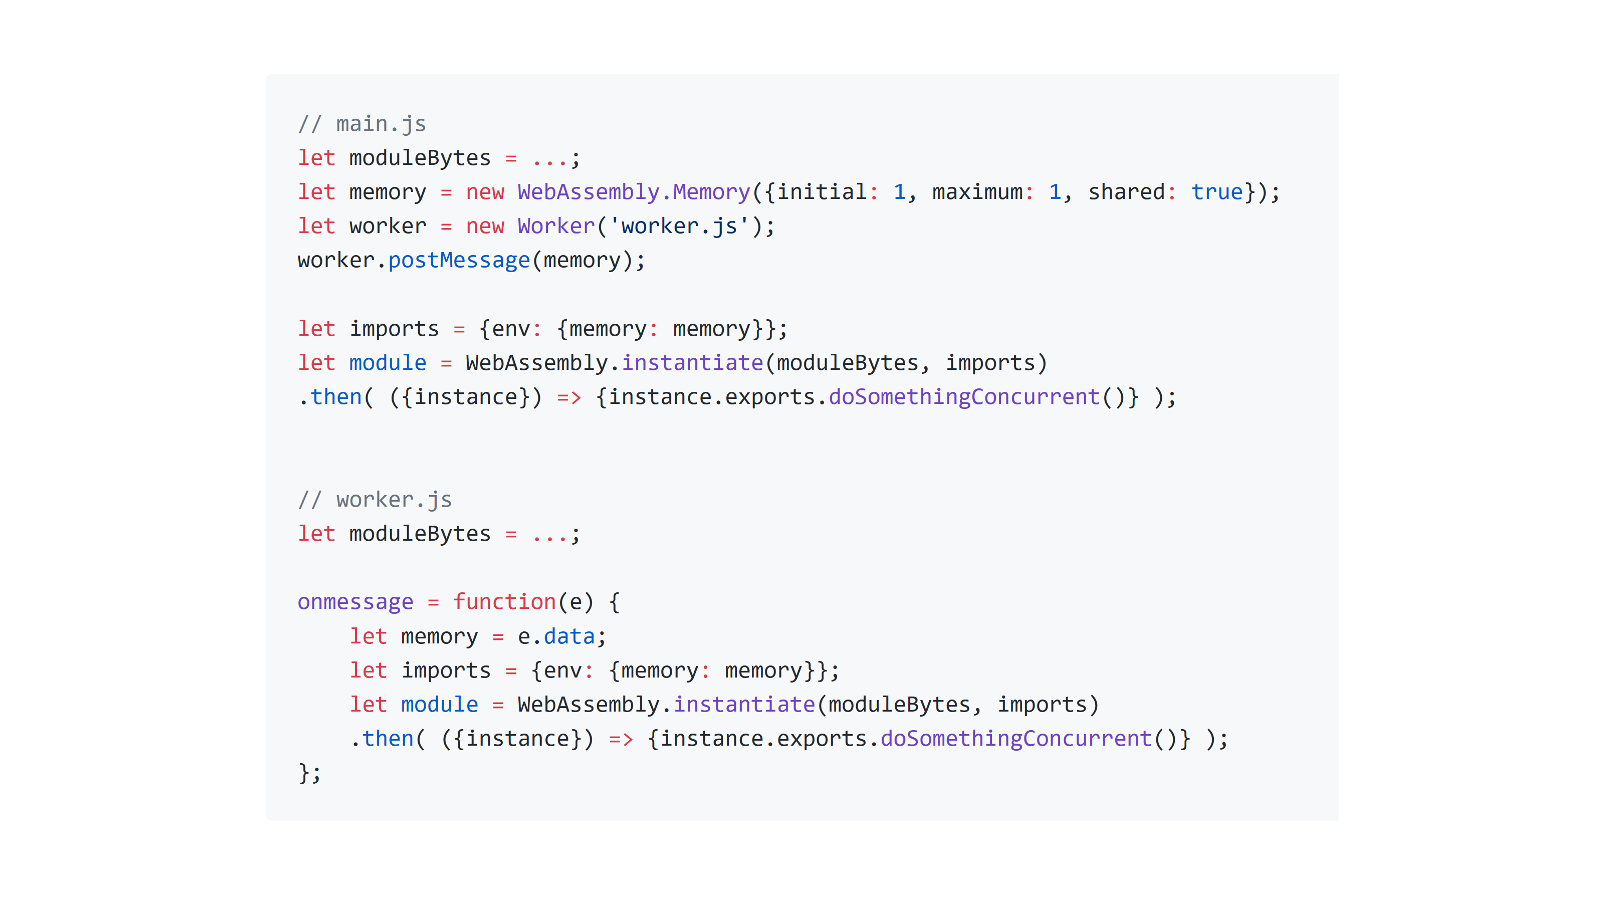 // main.js
let moduleBytes = ...;
let memory = new WebAssembly.Memory({initial: 1, maximum: 1, shared: true});
let worker = new Worker('worker.js');
worker.postMessage(memory);
let imports = {env: {memory: memory}};
let module = WebAssembly.instantiate(moduleBytes, imports)
.then( ({instance}) => {instance.exports.doSomethingConcurrent()} );
// worker.js
let moduleBytes = ...;
onmessage = function(e) {
    let memory = e.data;
    let imports = {env: {memory: memory}};
    let module = WebAssembly.instantiate(moduleBytes, imports)
    .then( ({instance}) => {instance.exports.doSomethingConcurrent()} );
};